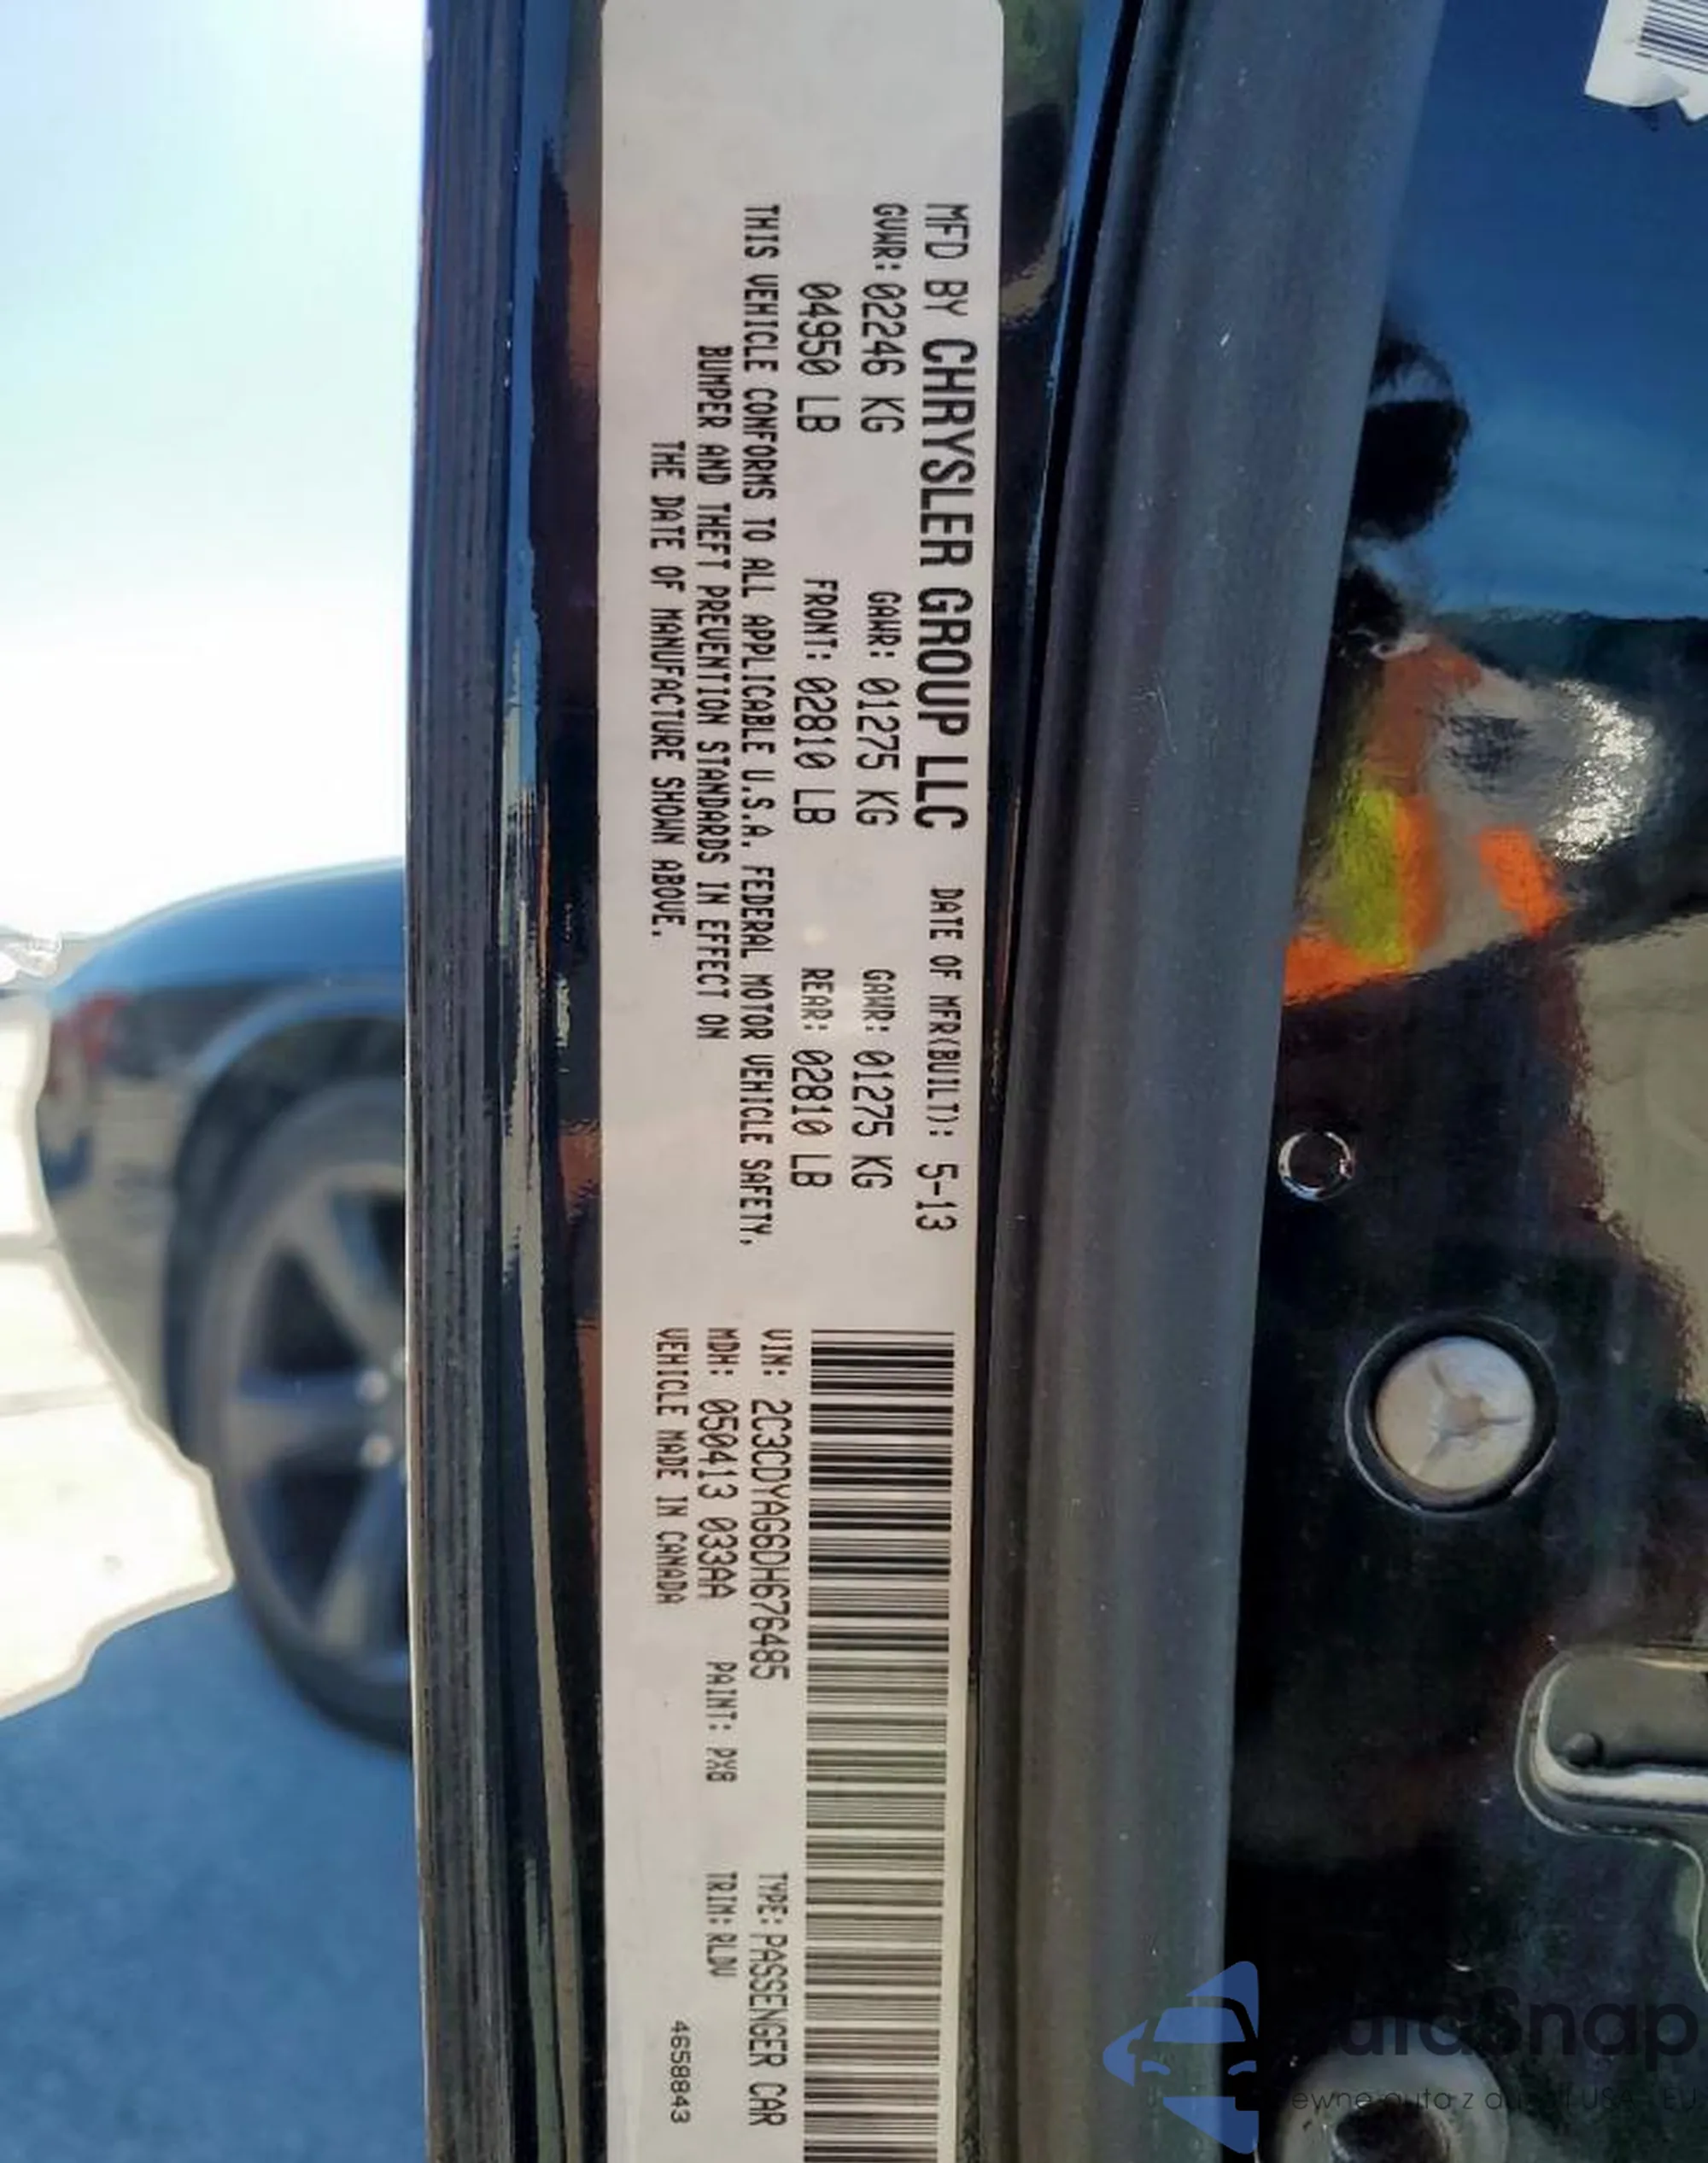 MFD BY CHRYSLER GROUP LLC DATE OF MFR(BUILT): 5-13
GVWR: 02246 KG GAWR: 01275 KG GAWR: 01275 KG
04950 LB FRONT: 02810 LB REAR: 02810 LB
THIS VEHICLE CONFORMS TO ALL APPLICABLE U.S.A. FEDERAL MOTOR VEHICLE SAFETY,
BUMPER AND THEFT PREVENTION STANDARDS IN EFFECT ON
THE DATE OF MANUFACTURE SHOWN ABOVE.
VIN: 2C3CDYAG6DH676485 TYPE: PASSENGER CAR
MDH: 050413 033AA PAINT: PX8 TRIM: RLDV
VEHICLE MADE IN CANADA 4658843